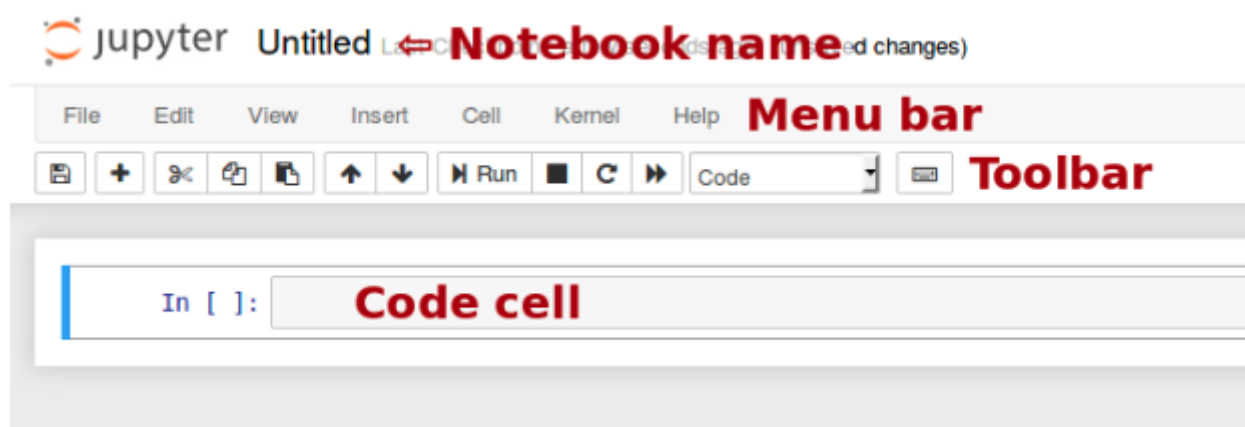 jupyter Untitled ⇦ Notebook name d changes)
File Edit View Insert Cell Kernel Help Menu bar
Run Code Toolbar
In [ ]: Code cell